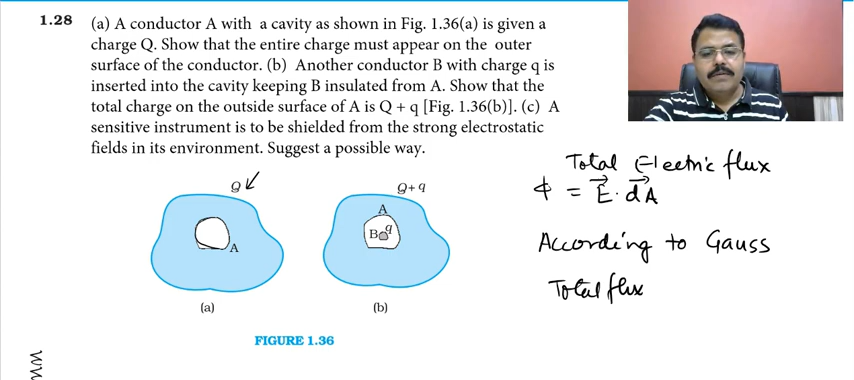 1.28 (a) A conductor A with a cavity as shown in Fig. 1.36(a) is given a
charge Q. Show that the entire charge must appear on the outer
surface of the conductor. (b) Another conductor B with charge q is
inserted into the cavity keeping B insulated from A. Show that the
total charge on the outside surface of A is Q + q [Fig. 1.36(b)]. (c) A
sensitive instrument is to be shielded from the strong electrostatic
fields in its environment. Suggest a possible way.
Q
A
(a)
Q+ q
A
B q
(b)
FIGURE 1.36
Total Electric flux
ϕ = E⃗ . dA⃗
According to Gauss
Total flux
ww